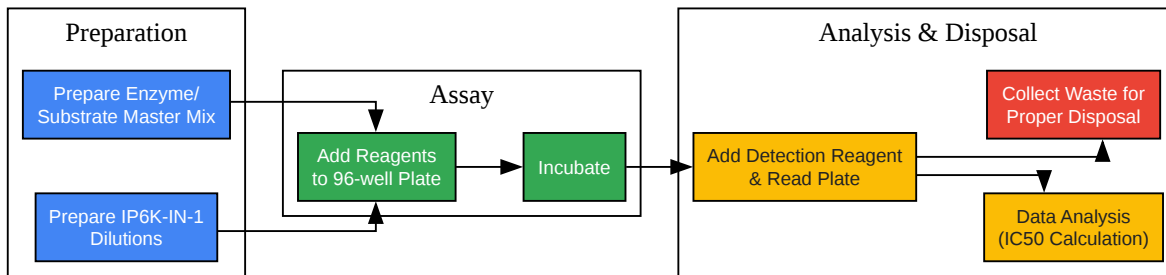 Preparation
Prepare Enzyme/
Substrate Master Mix
Prepare IP6K-IN-1
Dilutions
Assay
Add Reagents
to 96-well Plate
Incubate
Analysis & Disposal
Add Detection Reagent
& Read Plate
Collect Waste for
Proper Disposal
Data Analysis
(IC50 Calculation)